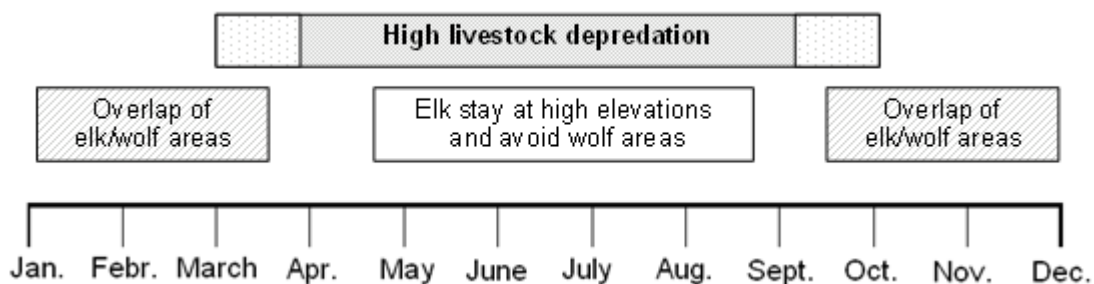 High livestock depredation
Overlap of
elk/wolf areas
Elk stay at high elevations
and avoid wolf areas
Overlap of
elk/wolf areas
Jan. Febr. March Apr. May June July Aug. Sept. Oct. Nov. Dec.